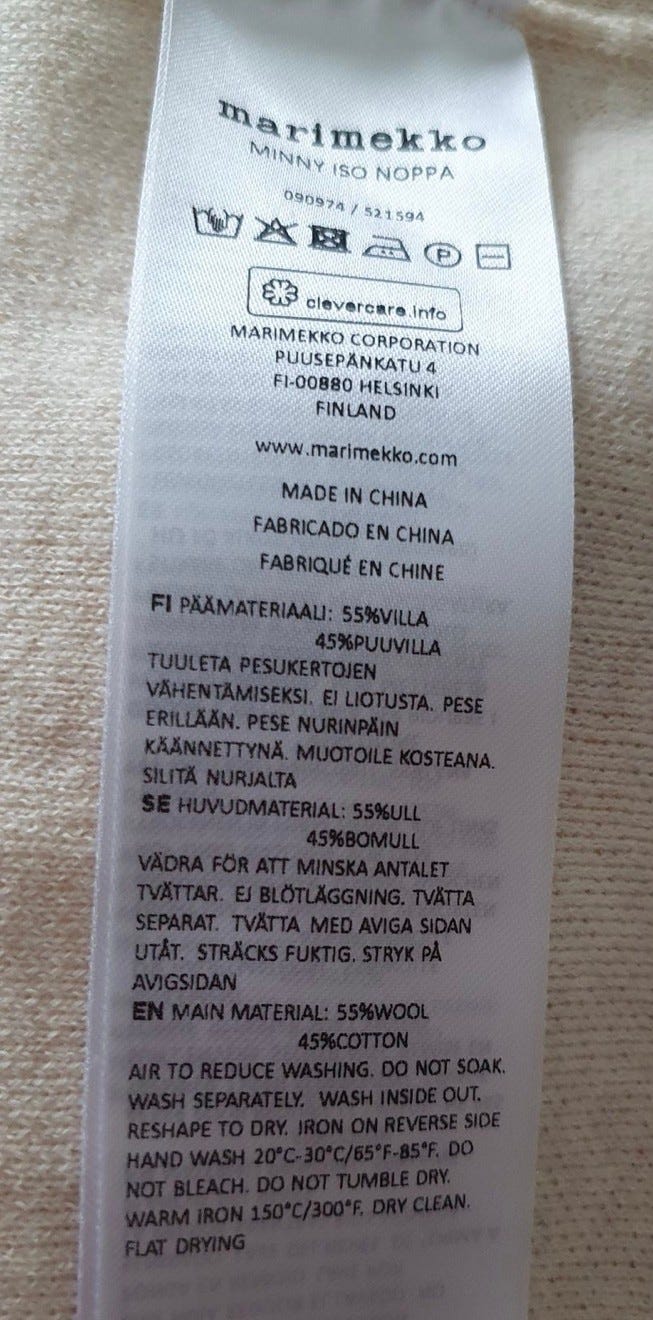 marimekko
MINNY ISO NOPPA
090974 / 521594
P
clevercare.info
MARIMEKKO CORPORATION
PUUSEPÄNKATU 4
FI-00880 HELSINKI
FINLAND
www.marimekko.com
MADE IN CHINA
FABRICADO EN CHINA
FABRIQUÉ EN CHINE
FI PÄÄMATERIAALI: 55%VILLA
45%PUUVILLA
TUULETA PESUKERTOJEN
VÄHENTÄMISEKSI. EI LIOTUSTA. PESE
ERILLÄÄN. PESE NURINPÄIN
KÄÄNNETTYNÄ. MUOTOILE KOSTEANA.
SILITÄ NURJALTA
SE HUVUDMATERIAL: 55%ULL
45%BOMULL
VÄDRA FÖR ATT MINSKA ANTALET
TVÄTTAR. EJ BLÖTLÄGGNING. TVÄTTA
SEPARAT. TVÄTTA MED AVIGA SIDAN
UTÅT. STRÄCKS FUKTIG. STRYK PÅ
AVIGSIDAN
EN MAIN MATERIAL: 55%WOOL
45%COTTON
AIR TO REDUCE WASHING. DO NOT SOAK.
WASH SEPARATELY. WASH INSIDE OUT.
RESHAPE TO DRY. IRON ON REVERSE SIDE
HAND WASH 20°C-30°C/65°F-85°F. DO
NOT BLEACH. DO NOT TUMBLE DRY.
WARM IRON 150°C/300°F. DRY CLEAN.
FLAT DRYING